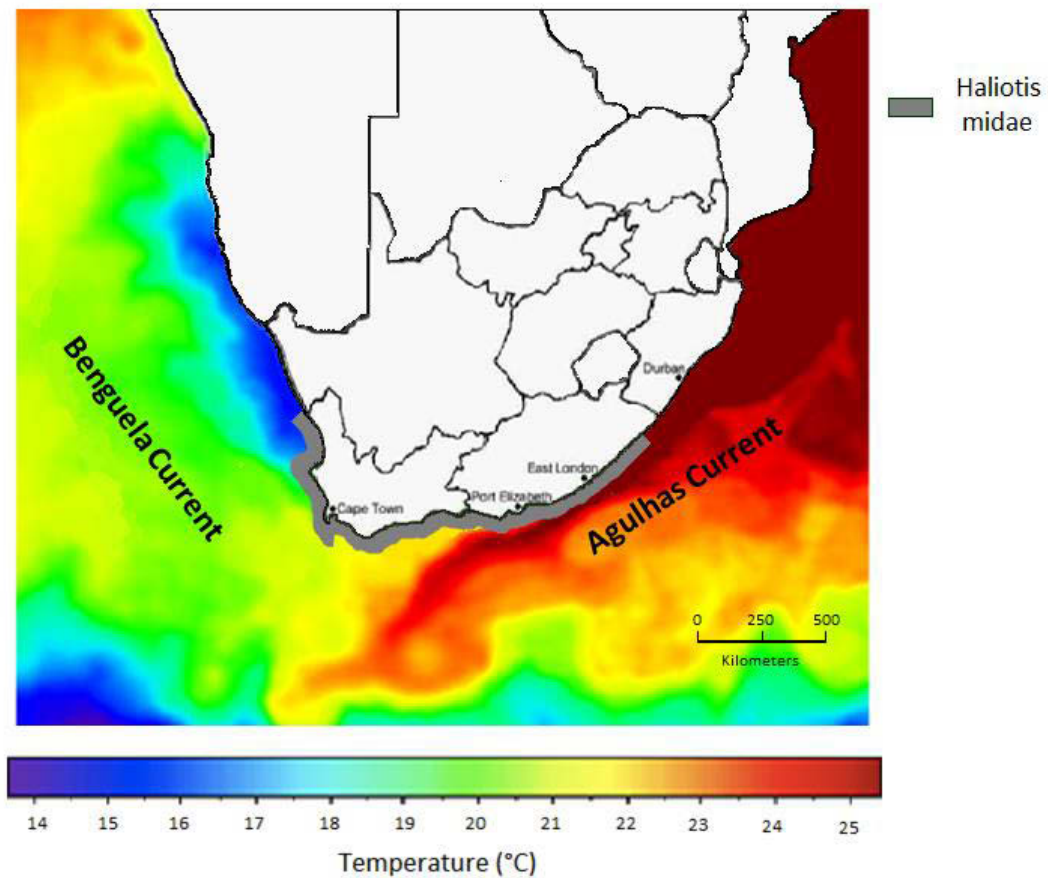 Haliotis
midae
Benguela Current
Durban
East London
Port Elizabeth
Cape Town
Agulhas Current
0 250 500
Kilometers
14 15 16 17 18 19 20 21 22 23 24 25
Temperature (°C)